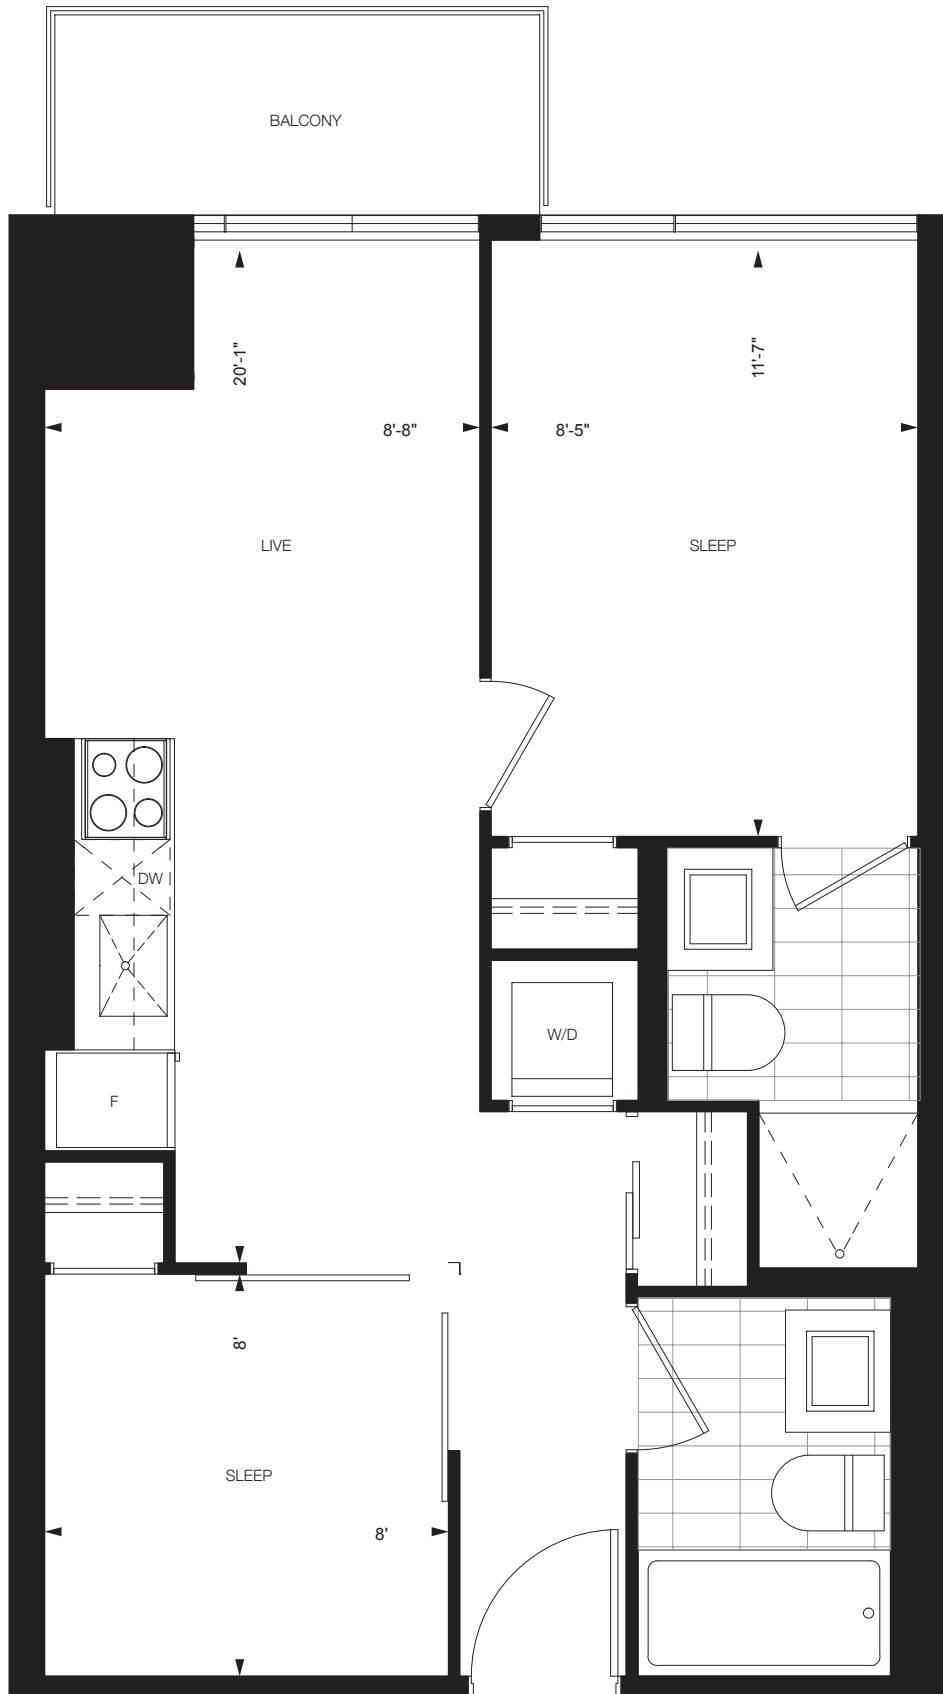 BALCONY
20'-1"
11'-7"
8'-8"
8'-5"
LIVE
SLEEP
DW
W/D
F
8'
SLEEP
8'